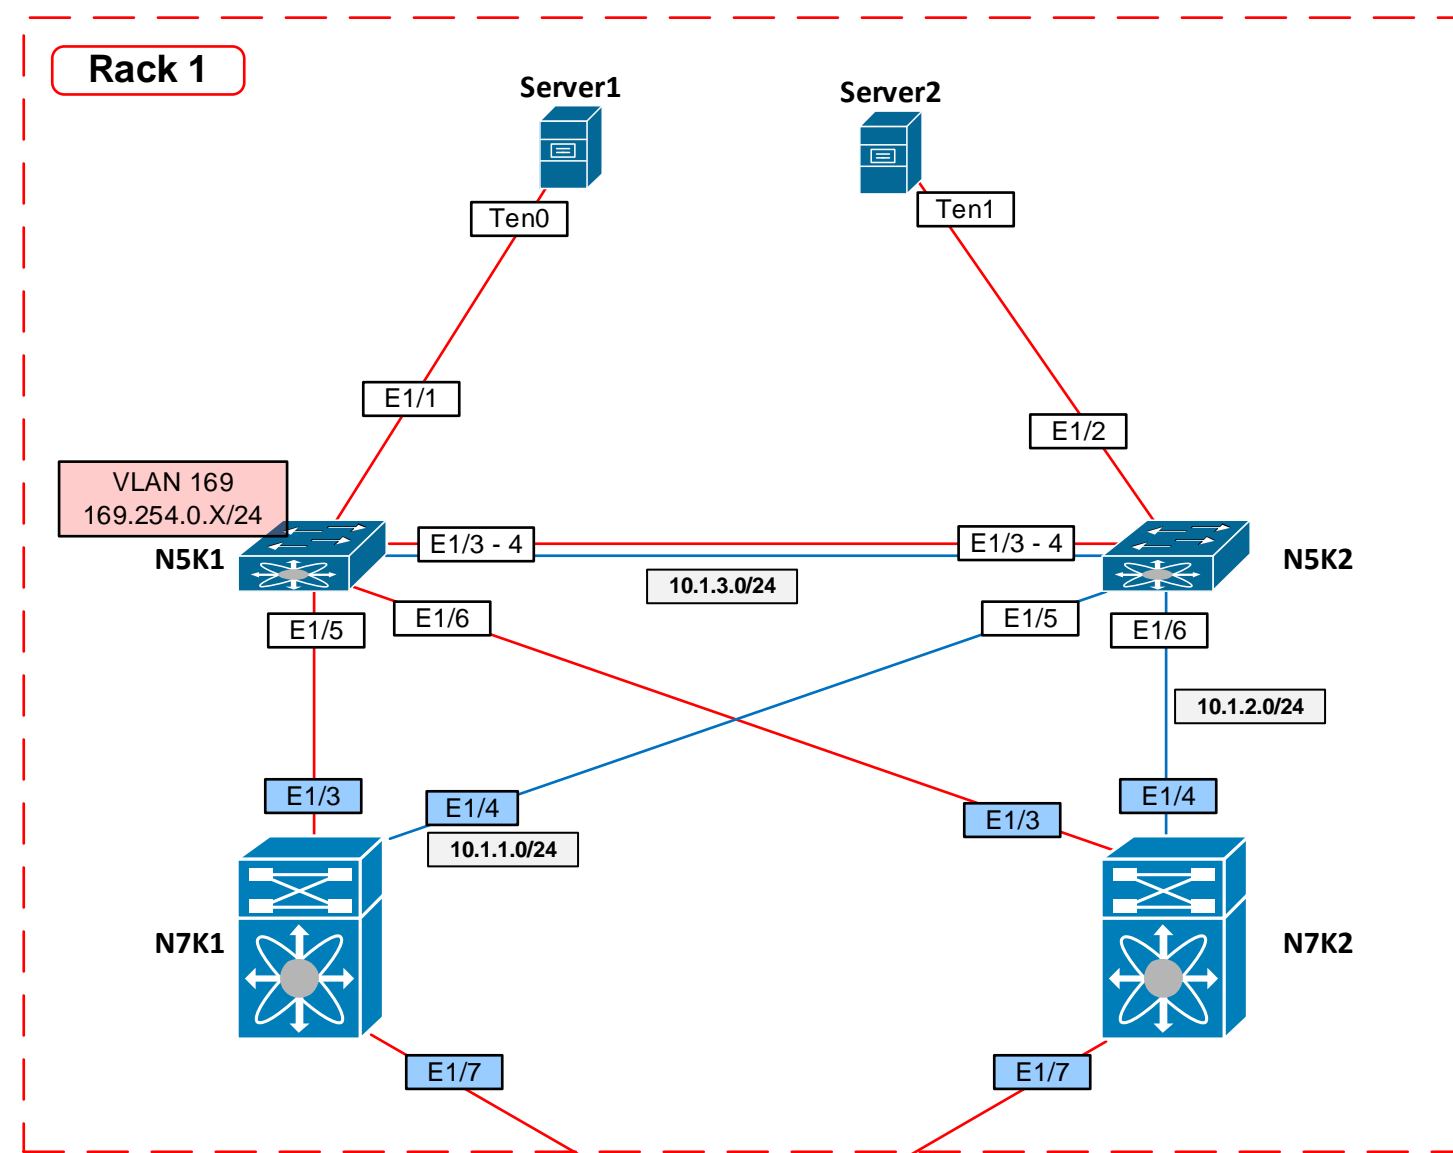 Rack 1
Server1
Server2
Ten0
Ten1
E1/1
E1/2
VLAN 169
169.254.0.X/24
N5K1
E1/3 - 4
E1/3 - 4
N5K2
10.1.3.0/24
E1/5
E1/6
E1/5
E1/6
10.1.2.0/24
E1/3
E1/4
E1/3
E1/4
10.1.1.0/24
N7K1
N7K2
E1/7
E1/7